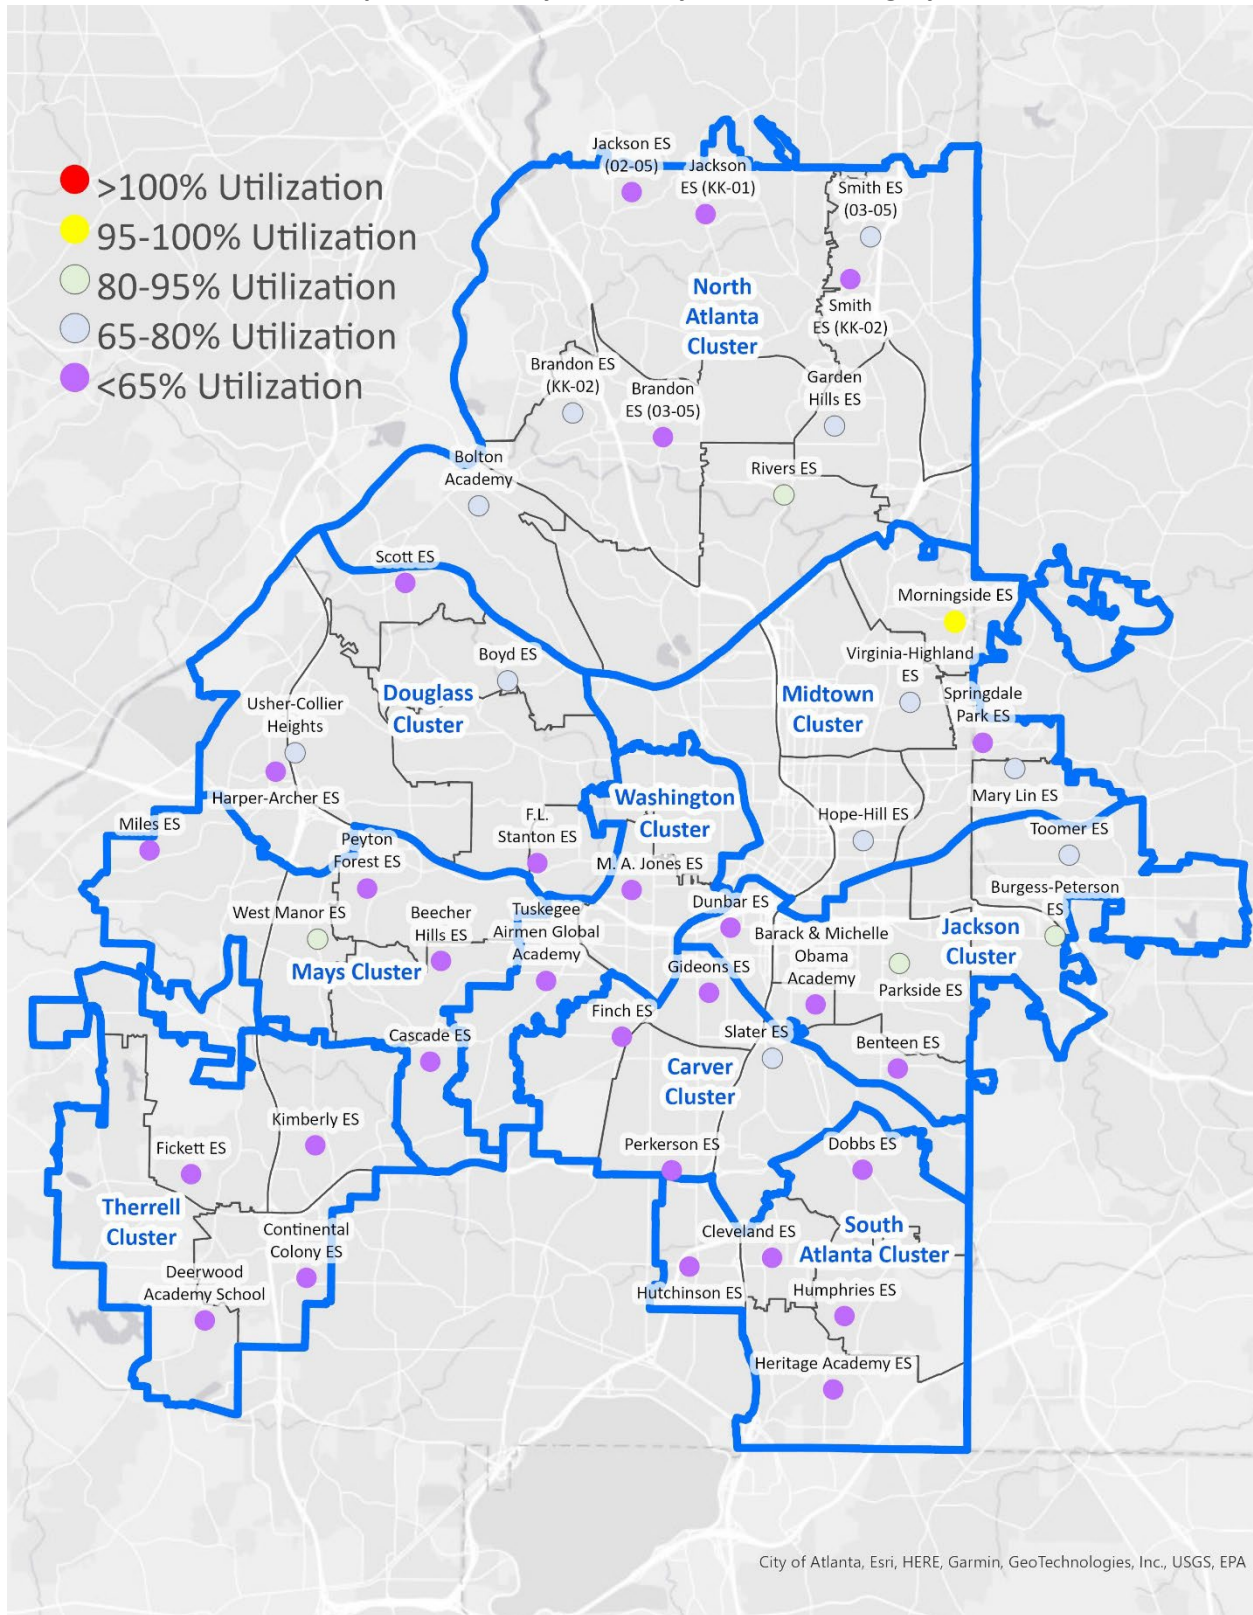 >100% Utilization
95-100% Utilization
80-95% Utilization
65-80% Utilization
<65% Utilization
Jackson ES
(02-05)
Jackson
ES (KK-01)
Smith ES
(03-05)
North
Atlanta
Cluster
Smith
ES (KK-02)
Brandon ES
(KK-02)
Brandon
ES (03-05)
Garden
Hills ES
Bolton
Academy
Rivers ES
Scott ES
Morningside ES
Boyd ES
Virginia-Highland
ES
Douglass
Cluster
Midtown
Cluster
Springdale
Park ES
Usher-Collier
Heights
Harper-Archer ES
Washington
Cluster
Mary Lin ES
Miles ES
Peyton
Forest ES
F.L.
Stanton ES
Hope-Hill ES
Toomer ES
M. A. Jones ES
West Manor ES
Beecher
Hills ES
Tuskegee
Airmen Global
Academy
Dunbar ES
Burgess-Peterson
ES
Barack & Michelle
Obama
Academy
Jackson
Cluster
Mays Cluster
Gideons ES
Parkside ES
Finch ES
Slater ES
Cascade ES
Benteen ES
Carver
Cluster
Kimberly ES
Fickett ES
Perkerson ES
Dobbs ES
Therrell
Cluster
Continental
Colony ES
Cleveland ES
South
Atlanta Cluster
Deerwood
Academy School
Hutchinson ES
Humphries ES
Heritage Academy ES
City of Atlanta, Esri, HERE, Garmin, GeoTechnologies, Inc., USGS, EPA